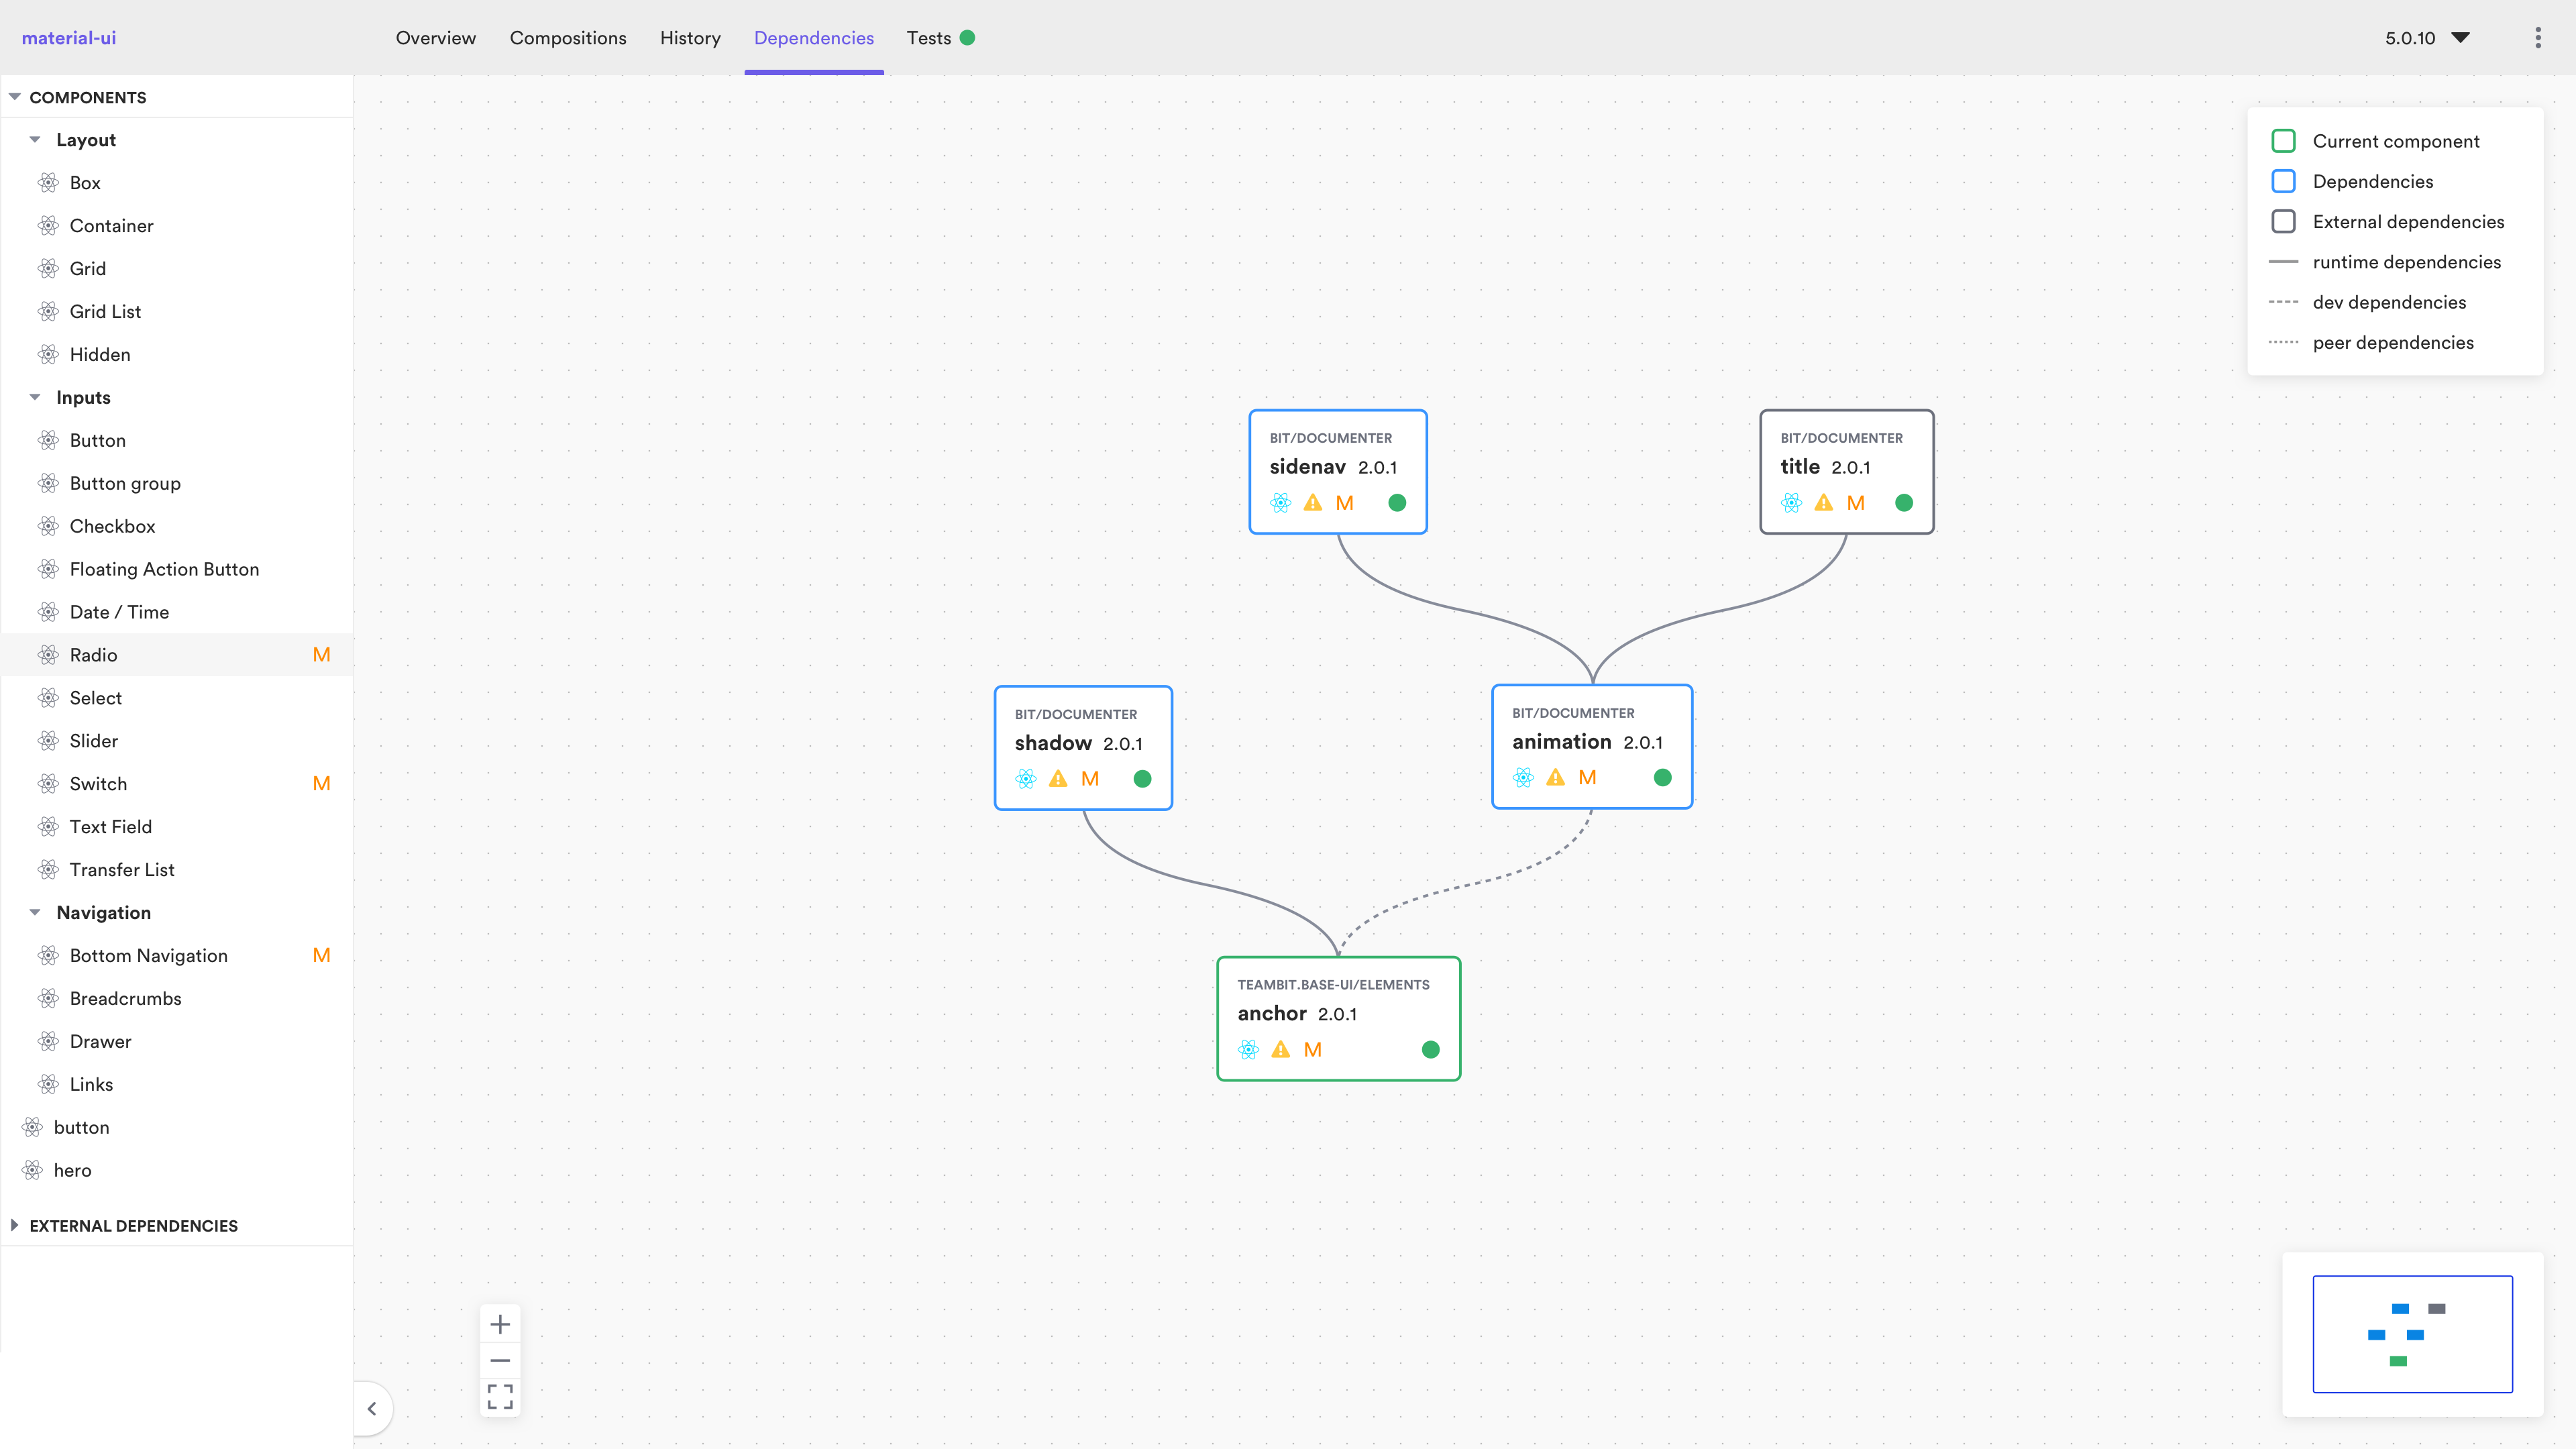 material-ui
Overview
Compositions
History
Dependencies
Tests
5.0.10
COMPONENTS
Layout
Box
Container
Grid
Grid List
Hidden
Inputs
Button
Button group
Checkbox
Floating Action Button
Date / Time
Radio M
Select
Slider
Switch M
Text Field
Transfer List
Navigation
Bottom Navigation M
Breadcrumbs
Drawer
Links
button
hero
EXTERNAL DEPENDENCIES
Current component
Dependencies
External dependencies
runtime dependencies
dev dependencies
peer dependencies
BIT/DOCUMENTER
sidenav 2.0.1
M
BIT/DOCUMENTER
title 2.0.1
M
BIT/DOCUMENTER
shadow 2.0.1
M
BIT/DOCUMENTER
animation 2.0.1
M
TEAMBIT.BASE-UI/ELEMENTS
anchor 2.0.1
M